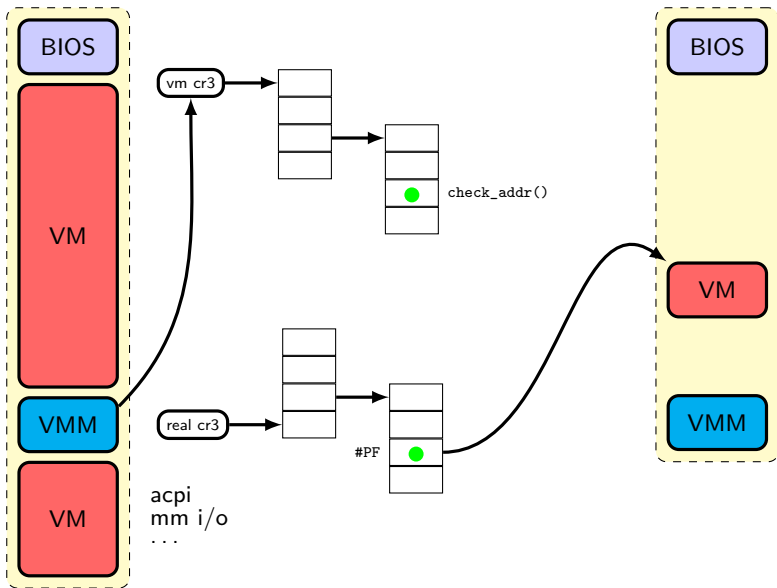 BIOS
VM
VMM
VM
vm cr3
check_addr()
real cr3
#PF
acpi
mm i/o
...
BIOS
VM
VMM